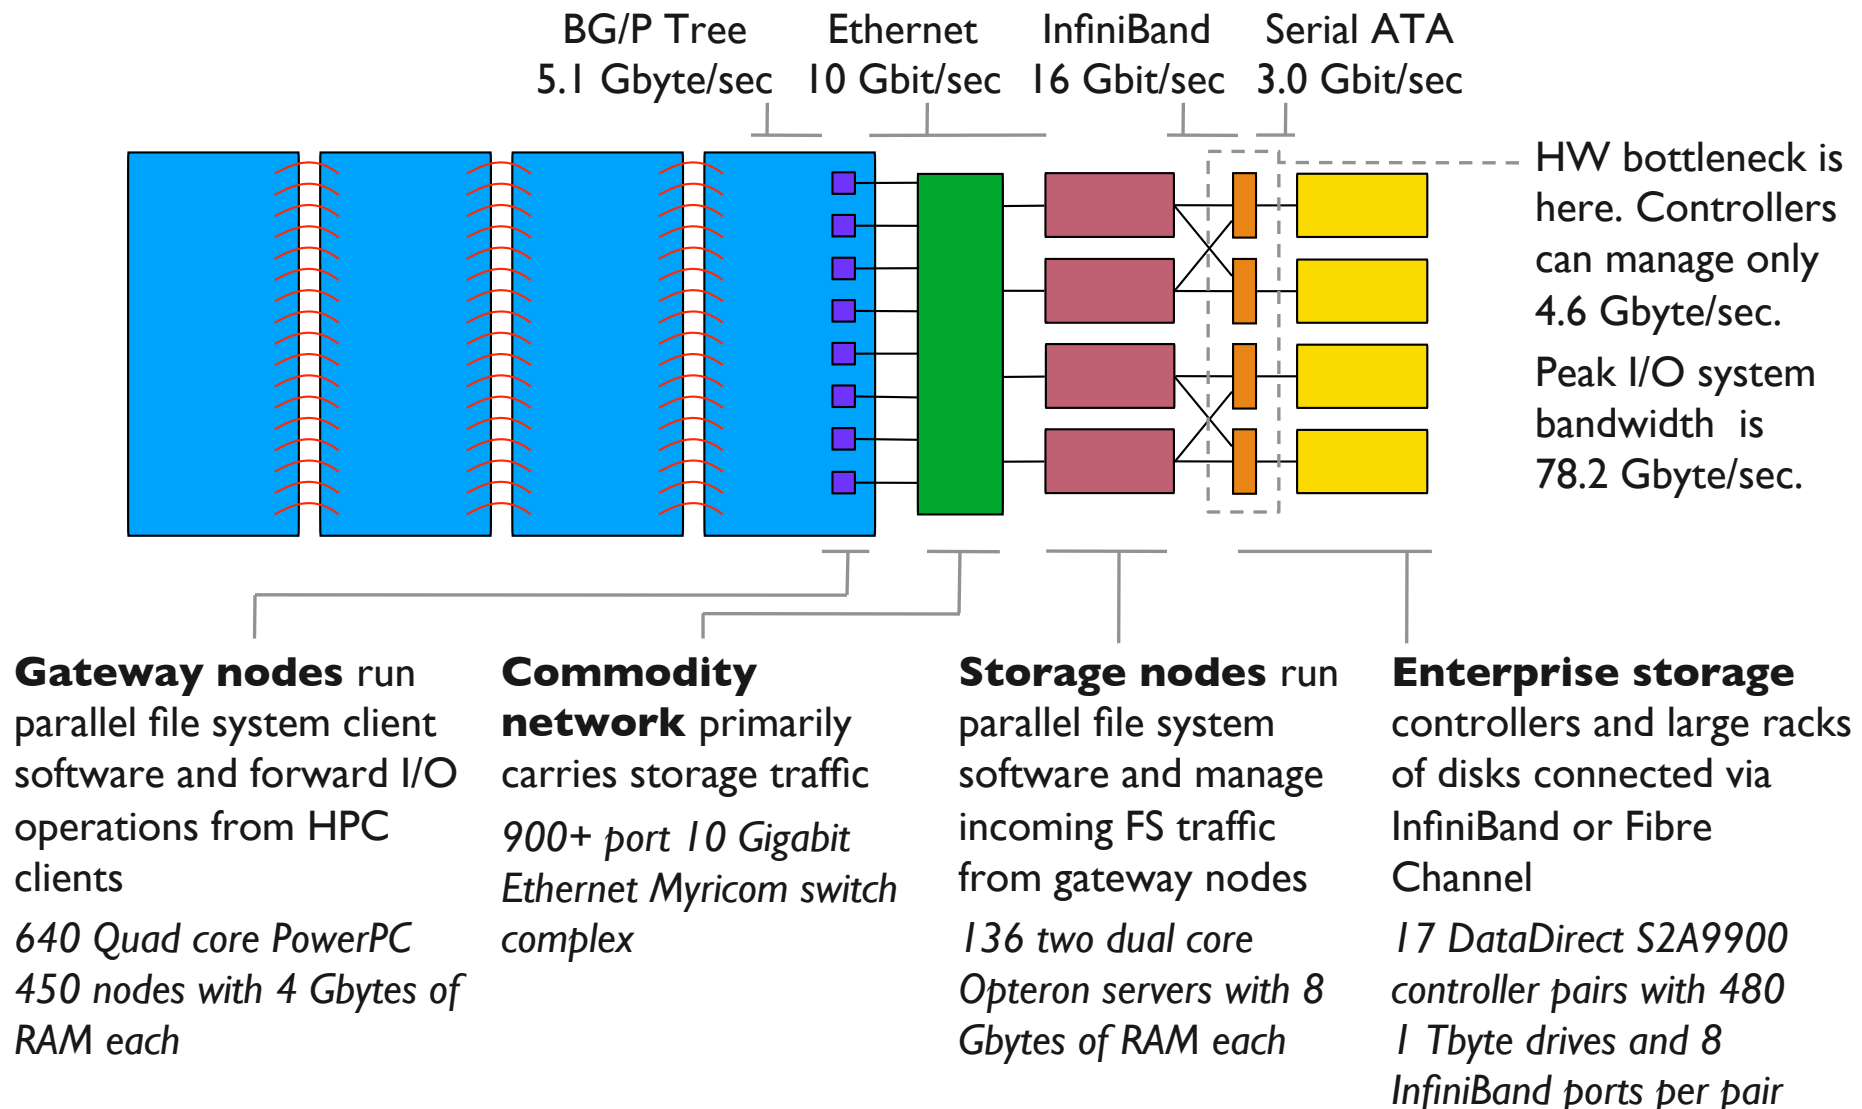 BG/P Tree
5.1 Gbyte/sec
Ethernet
10 Gbit/sec
InfiniBand
16 Gbit/sec
Serial ATA
3.0 Gbit/sec
HW bottleneck is
here. Controllers
can manage only
4.6 Gbyte/sec.
Peak I/O system
bandwidth is
78.2 Gbyte/sec.
Gateway nodes run
parallel file system client
software and forward I/O
operations from HPC
clients
640 Quad core PowerPC
450 nodes with 4 Gbytes of
RAM each
Commodity
network primarily
carries storage traffic
900+ port 10 Gigabit
Ethernet Myricom switch
complex
Storage nodes run
parallel file system
software and manage
incoming FS traffic
from gateway nodes
136 two dual core
Opteron servers with 8
Gbytes of RAM each
Enterprise storage
controllers and large racks
of disks connected via
InfiniBand or Fibre
Channel
17 DataDirect S2A9900
controller pairs with 480
1 Tbyte drives and 8
InfiniBand ports per pair